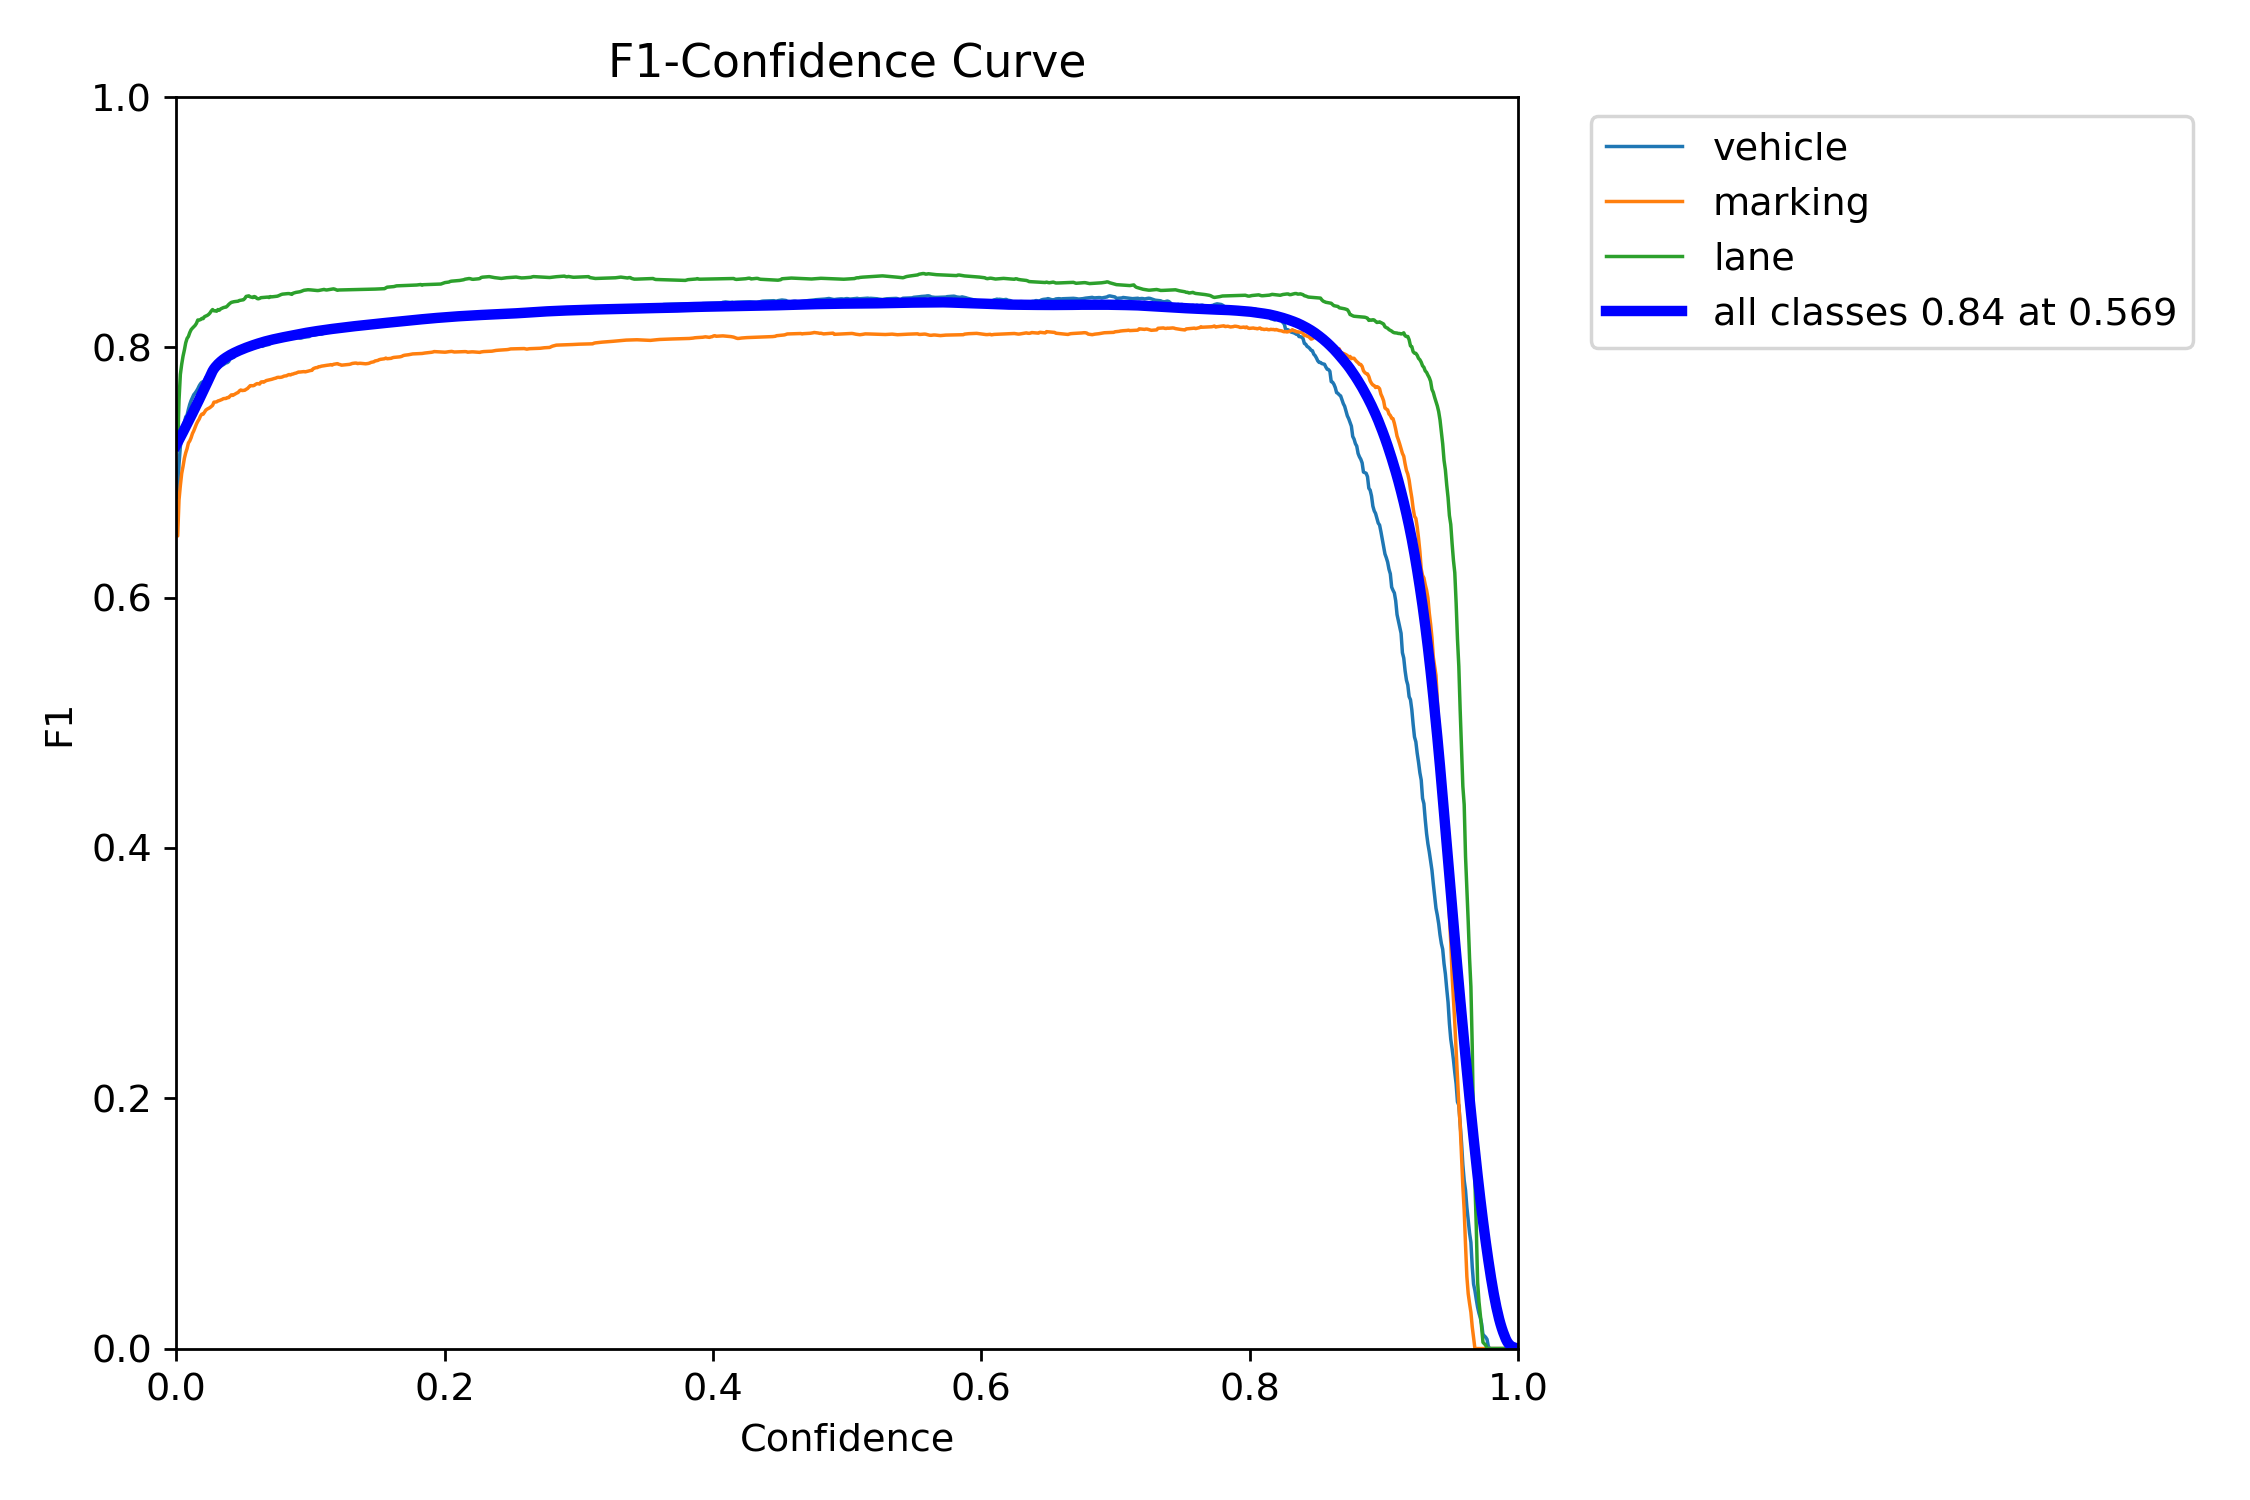 F1-Confidence Curve
1.0
0.8
0.6
0.4
0.2
0.0
F1
0.0 0.2 0.4 0.6 0.8 1.0
Confidence
vehicle
marking
lane
all classes 0.84 at 0.569